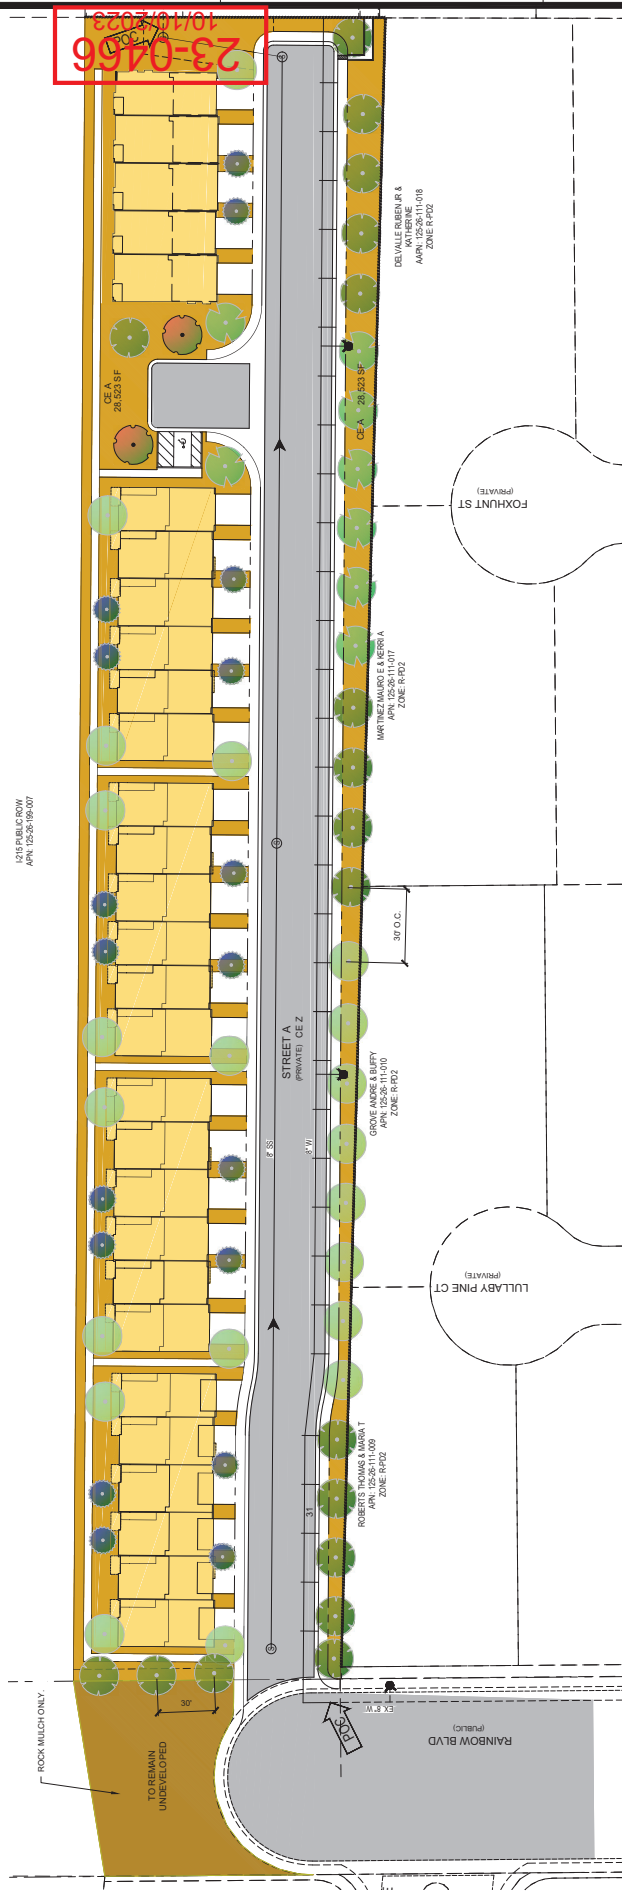 10/10/2023
23-0466
POC
DELVALLE RUBEN JR &
KATHERINE
AAPN: 125-26-111-018
ZONE: R-PD2
CE A
28,523 SF
CE A 28,523 SF
FOXHUNT ST
(PRIVATE)
MARTINEZ MAURO E & KERRI A
APN: 125-26-111-017
ZONE: R-PD2
I-215 PUBLIC ROW
APN: 125-26-199-007
30' O.C.
STREET A
(PRIVATE) CE Z
GROVE ANDRE & BUFFY
APN: 125-26-111-010
ZONE: R-PD2
8" SS
8" W
LULLABY PINE CT
(PRIVATE)
ROBERTS THOMAS & MARIA T
APN: 125-26-111-009
ZONE: R-PD2
31
S
30'
ROCK MULCH ONLY.
TO REMAIN
UNDEVELOPED
EX. 8" W
POC
RAINBOW BLVD
(PUBLIC)